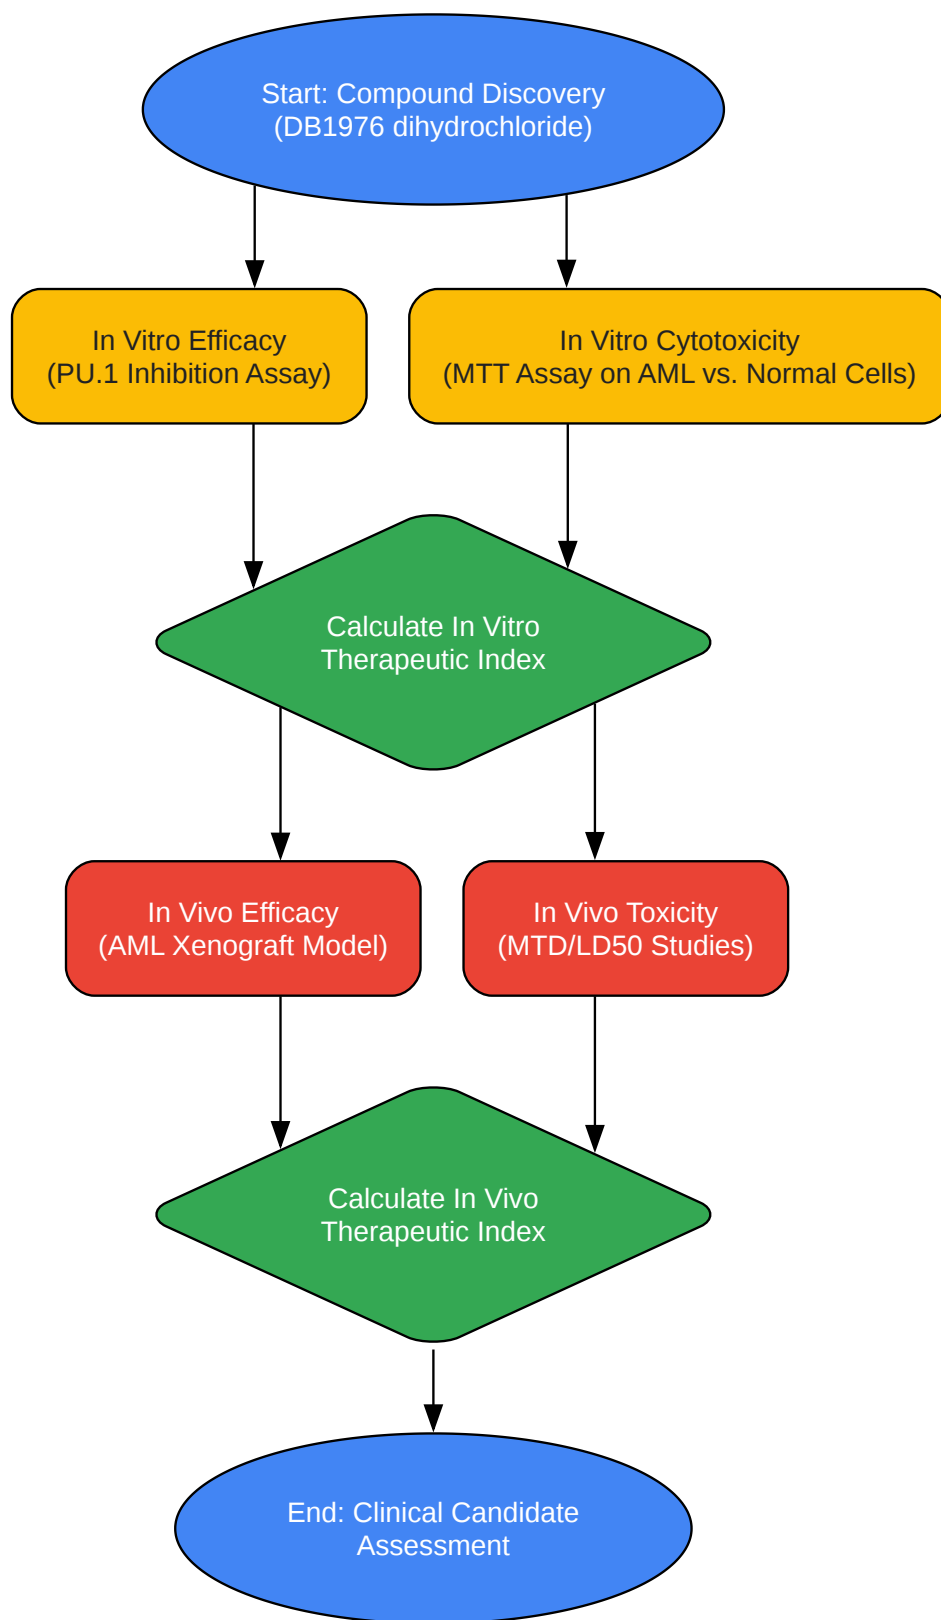 Start: Compound Discovery
(DB1976 dihydrochloride)
In Vitro Efficacy
(PU.1 Inhibition Assay)
In Vitro Cytotoxicity
(MTT Assay on AML vs. Normal Cells)
Calculate In Vitro
Therapeutic Index
In Vivo Efficacy
(AML Xenograft Model)
In Vivo Toxicity
(MTD/LD50 Studies)
Calculate In Vivo
Therapeutic Index
End: Clinical Candidate
Assessment